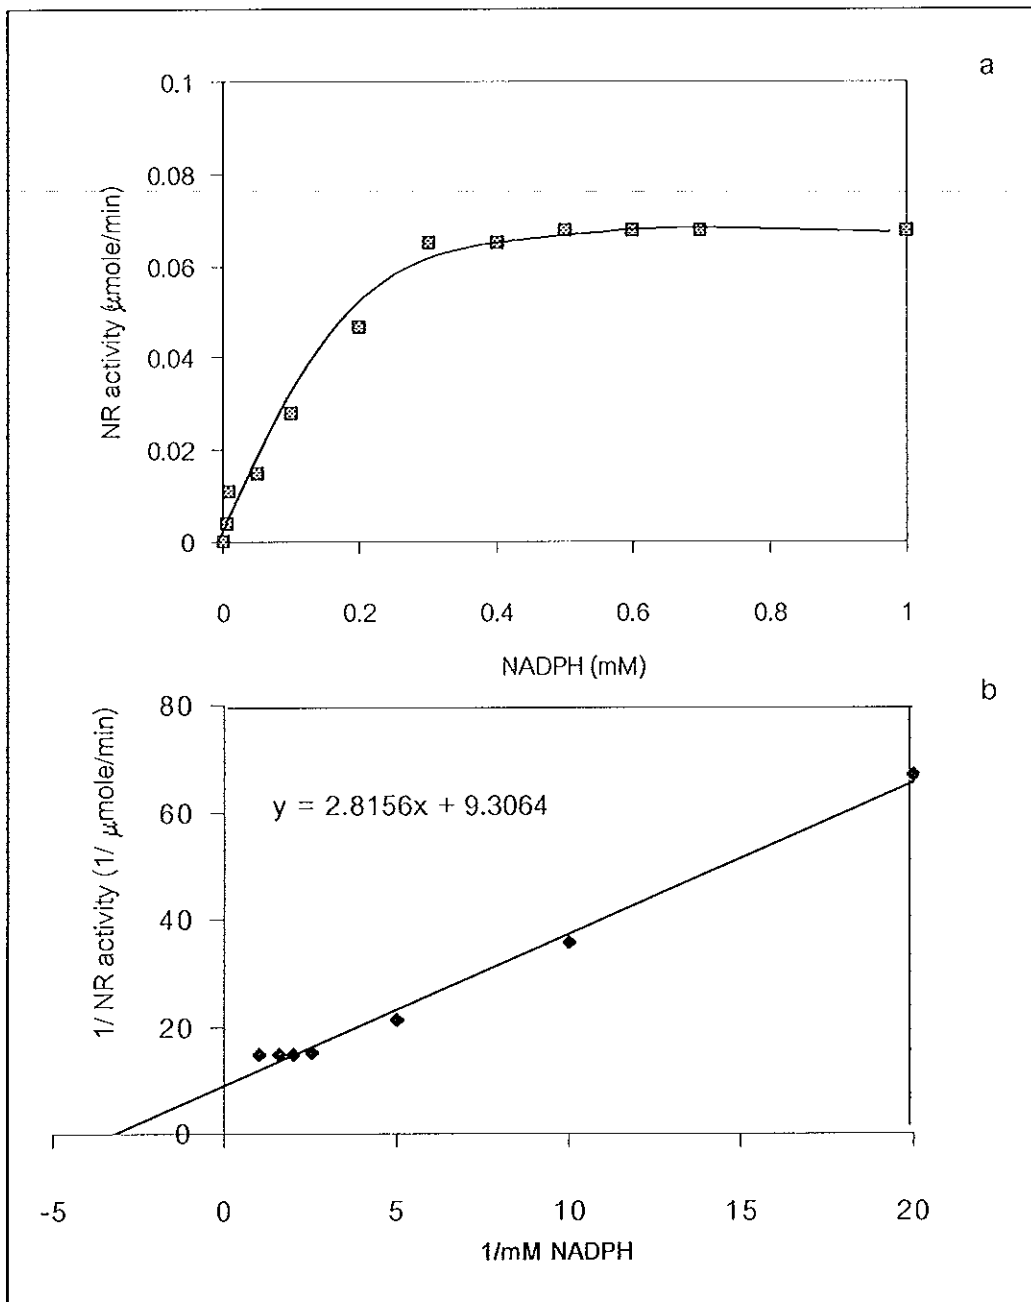 a
0.1
0.08
0.06
0.04
0.02
0
NR activity (μmole/min)
0 0.2 0.4 0.6 0.8 1
NADPH (mM)
b
80
60
40
20
0
1/ NR activity (1/ μmole/min)
y = 2.8156x + 9.3064
-5 0 5 10 15 20
1/mM NADPH